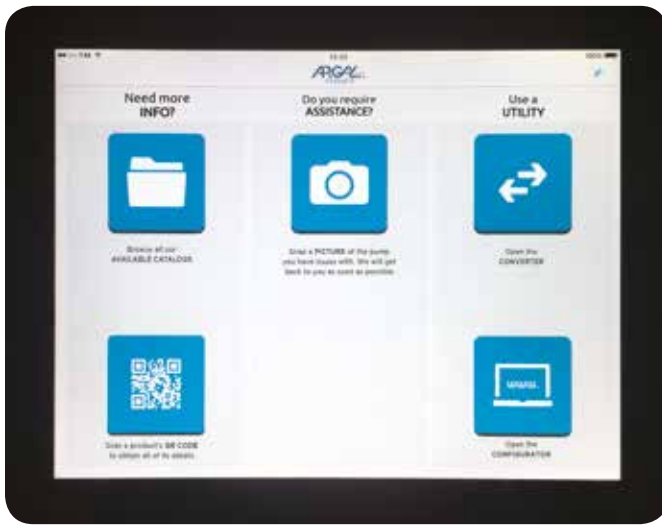 ARGAL
Need more
INFO?
Do you require
ASSISTANCE?
Use a
UTILITY
Browse all our
AVAILABLE CATALOGS
Snap a PICTURE of the pump
you have issues with. We will get
back to you as soon as possible
Open the
CONVERTER
WWW.
Scan a product's QR CODE
to obtain all of its details
Open the
CONFIGURATOR